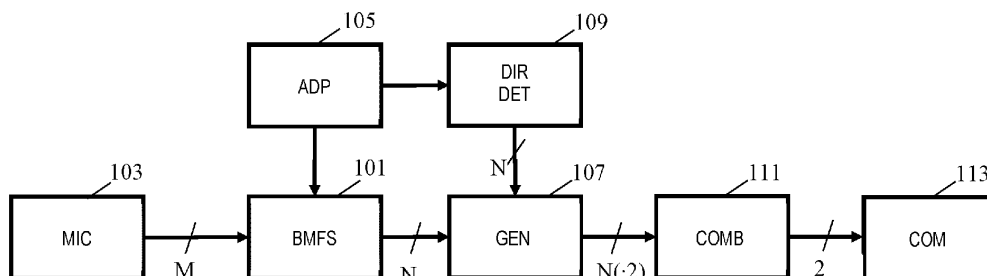 105
109
ADP
DIR
DET
N
103
101
107
111
113
MIC
BMFS
GEN
COMB
COM
M
N
N(·2)
2